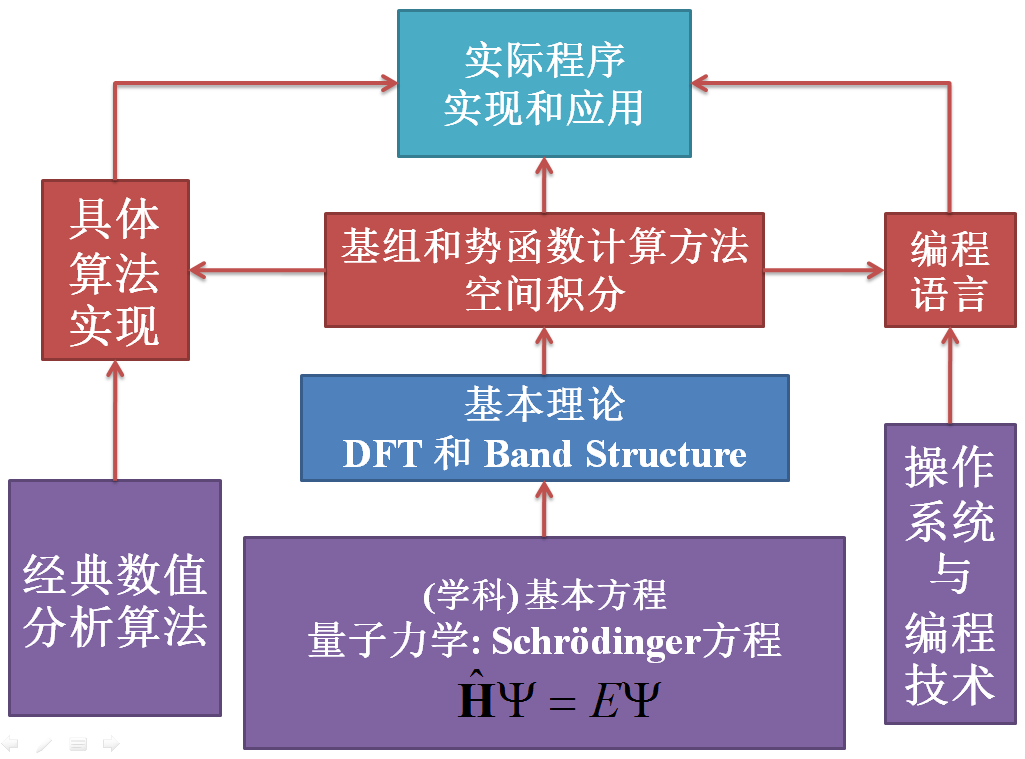 实际程序
实现和应用
具体
算法
实现
基组和势函数计算方法
空间积分
编程
语言
基本理论
DFT 和 Band Structure
经典数值
分析算法
(学科) 基本方程
量子力学: Schrödinger方程
ĤΨ = EΨ
操作
系统
与
编程
技术